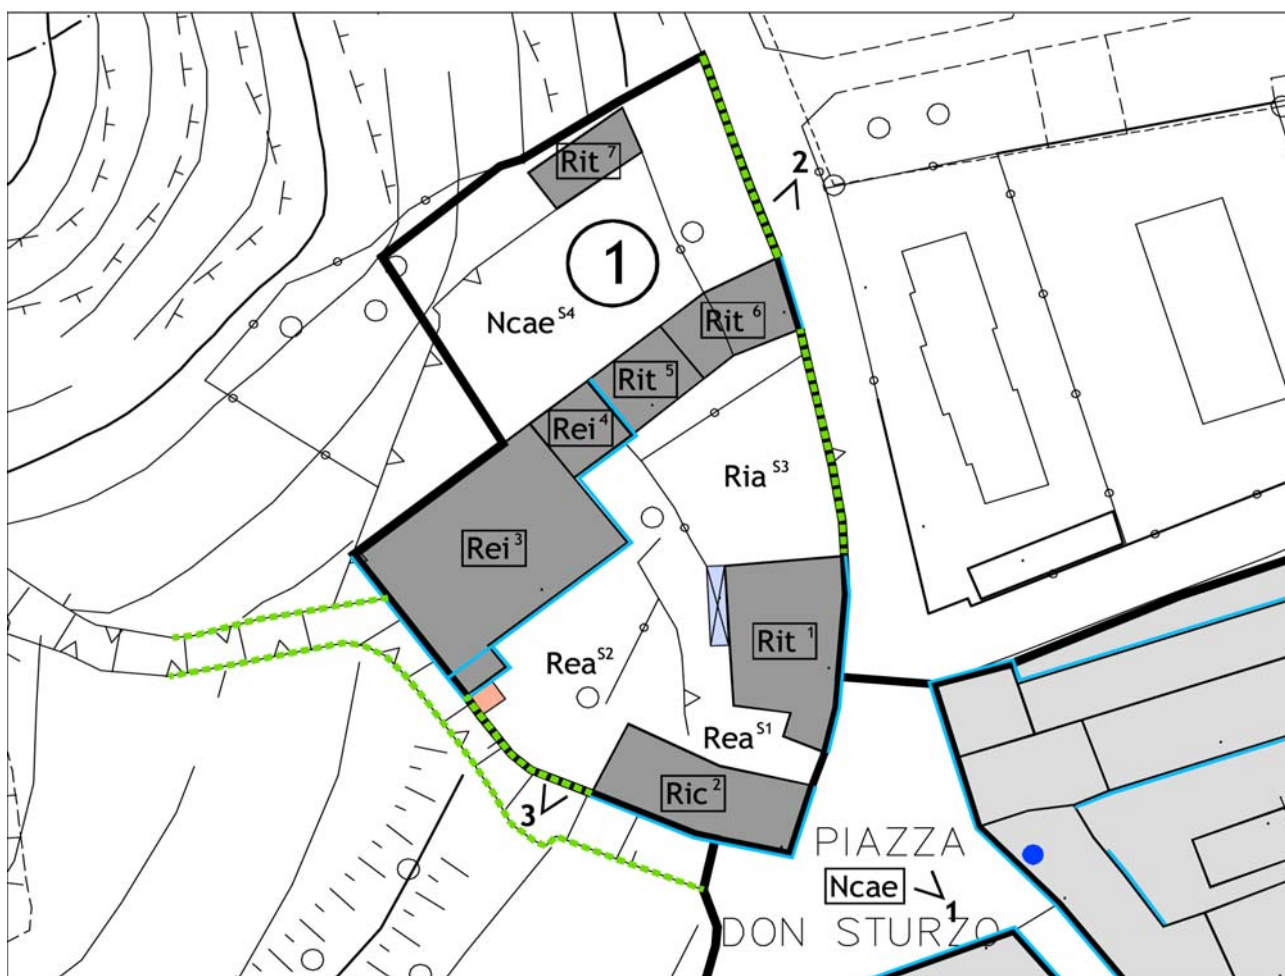 2
Rit 7
1
Ncae S4
Rit 6
Rit 5
Rei 4
Ria S3
Rei 3
Rit 1
Rea S2
Rea S1
Ric 2
3
PIAZZA
Ncae
1
DON STURZO